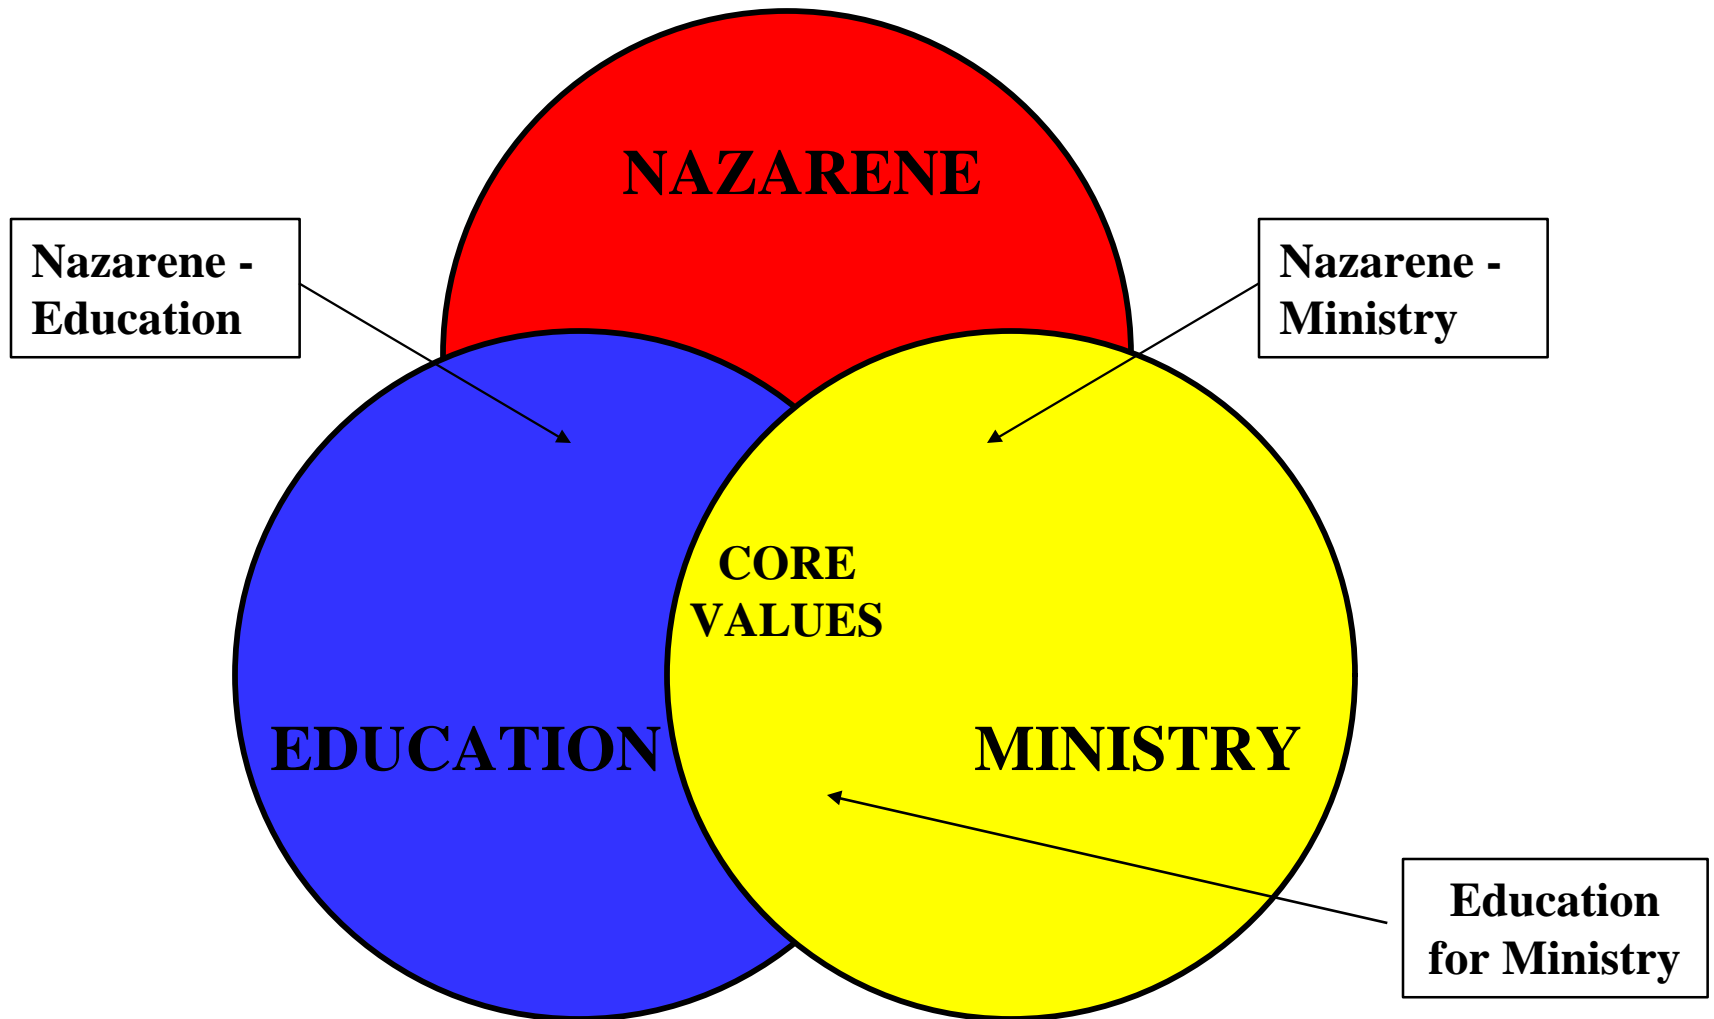 NAZARENE
Nazarene -
Education
Nazarene -
Ministry
CORE
VALUES
EDUCATION
MINISTRY
Education
for Ministry